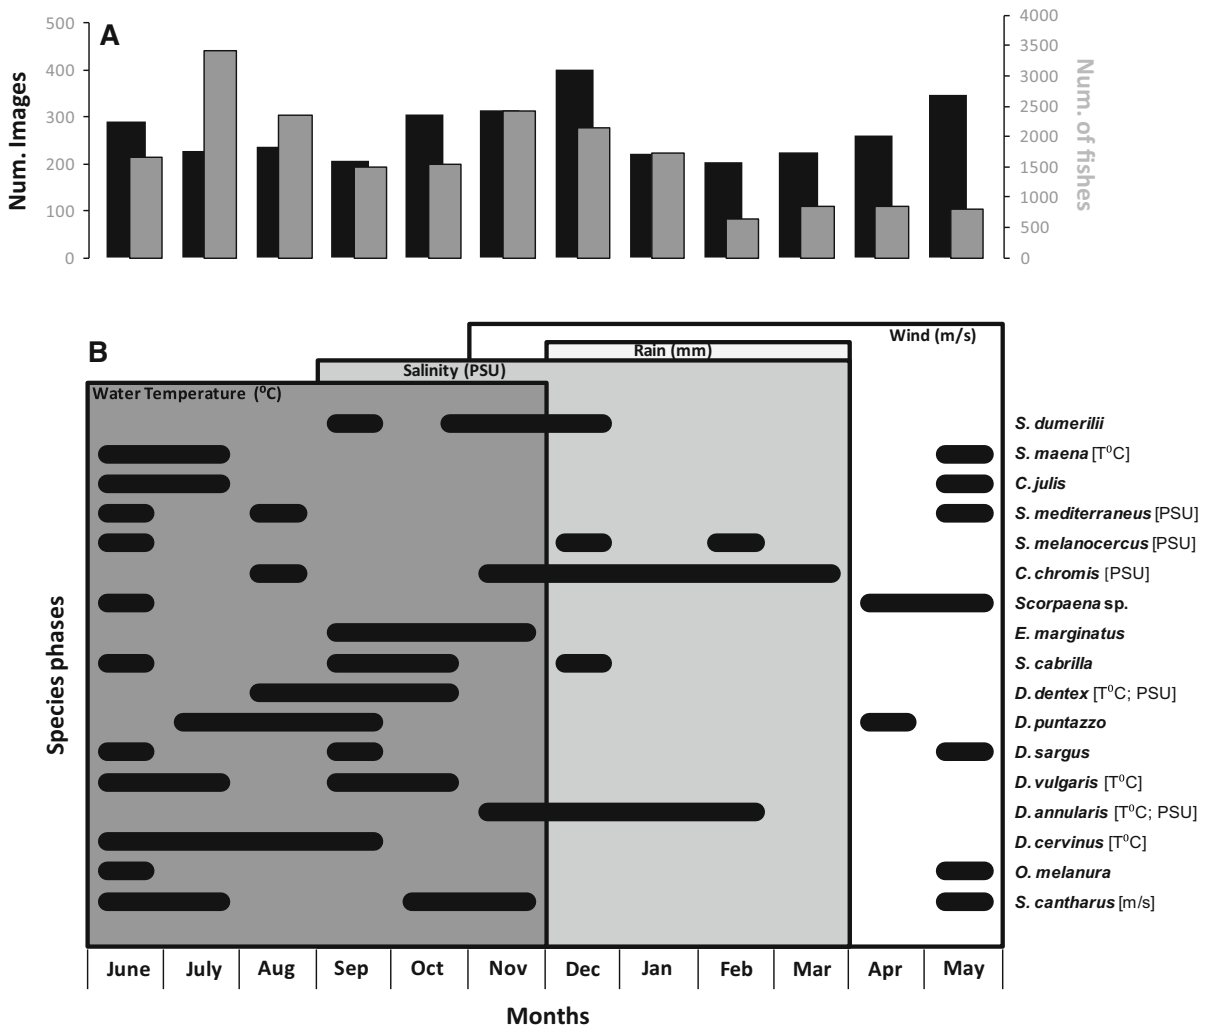 A
500
400
300
200
100
0
Num. Images
4000
3500
3000
2500
2000
1500
1000
500
0
Num. of fishes
B
Wind (m/s)
Rain (mm)
Salinity (PSU)
Water Temperature (⁰C)
S. dumerilii
S. maena [T⁰C]
C. julis
S. mediterraneus [PSU]
S. melanocercus [PSU]
C. chromis [PSU]
Scorpaena sp.
E. marginatus
S. cabrilla
D. dentex [T⁰C; PSU]
D. puntazzo
D. sargus
D. vulgaris [T⁰C]
D. annularis [T⁰C; PSU]
D. cervinus [T⁰C]
O. melanura
S. cantharus [m/s]
Species phases
June July Aug Sep Oct Nov Dec Jan Feb Mar Apr May
Months